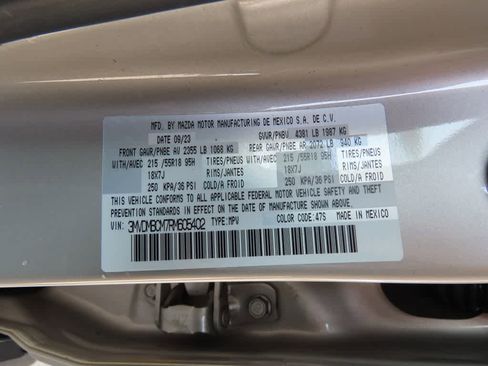 MFD. BY MAZDA MOTOR MANUFACTURING DE MEXICO S.A. DE C.V.
DATE 09/23 GVWR/PNBV 4381 LB 1987 KG
FRONT GAWR/PNBE AV 2355 LB 1068 KG REAR GAWR/PNBE AR 2072 LB 940 KG
WITH/AVEC 215 /55R18 95H TIRES/PNEUS WITH/AVEC 215 /55R18 95H TIRES/PNEUS
18X7J RIMS/JANTES 18X7J RIMS/JANTES
250 KPA/36 PSI COLD/A FROID 250 KPA/36 PSI COLD/A FROID
THIS VEHICLE CONFORMS TO ALL APPLICABLE FEDERAL MOTOR VEHICLE SAFETY AND THEFT
PREVENTION STANDARDS IN EFFECT ON THE DATE OF MANUFACTURE SHOWN ABOVE.
MADE IN MEXICO
VIN: 3MVDMBCM7RM605402 TYPE:MPV COLOR CODE:47S